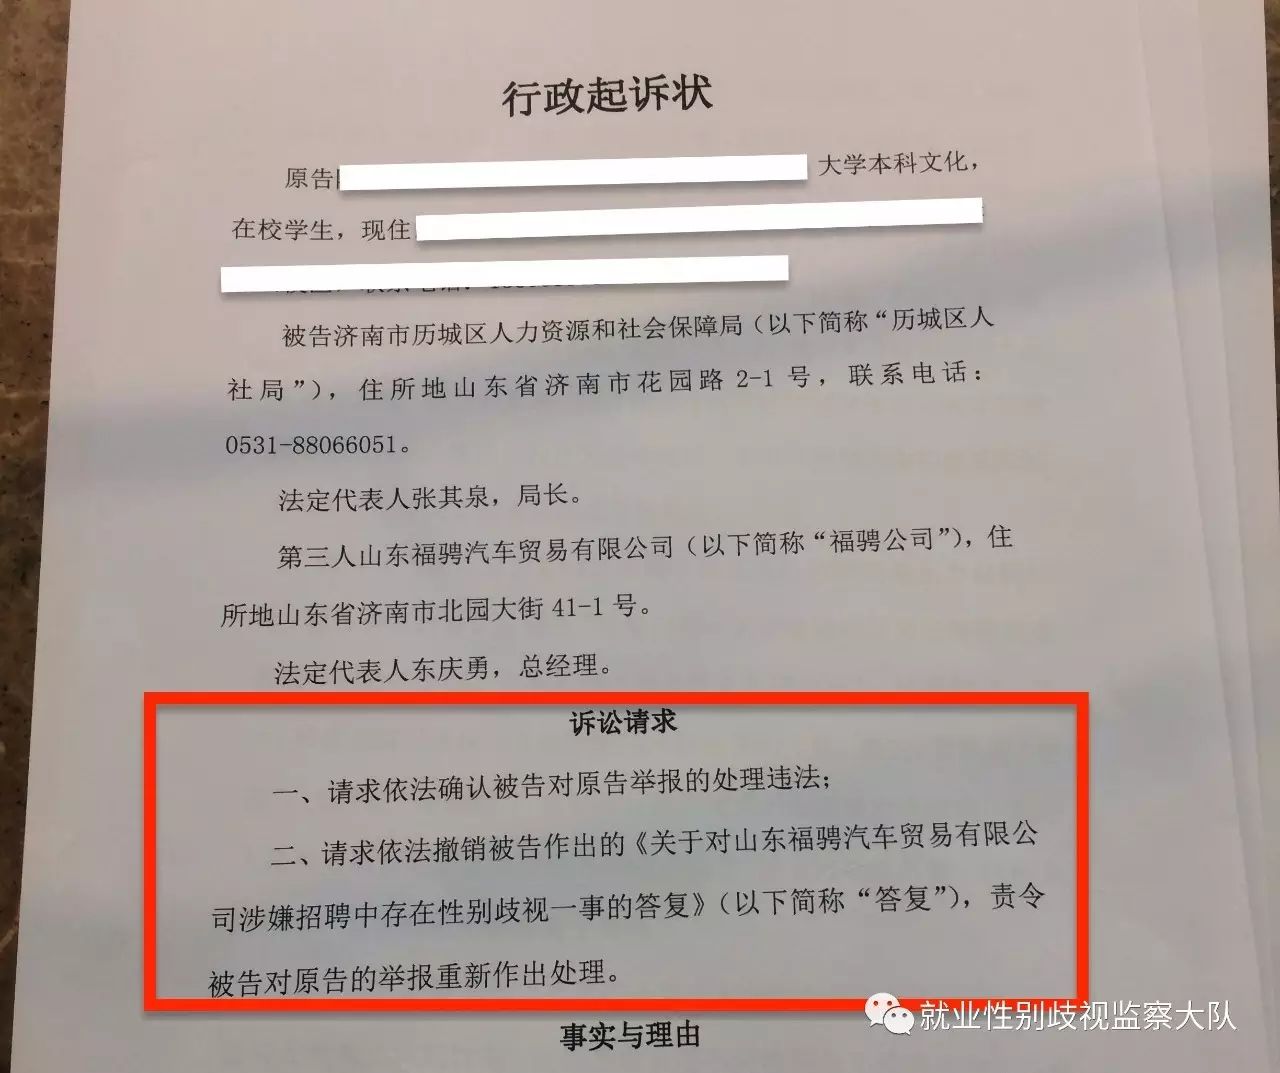 行政起诉状
原告 大学本科文化，
在校学生，现住
被告济南市历城区人力资源和社会保障局（以下简称“历城区人
社局”），住所地山东省济南市花园路 2-1 号，联系电话：
0531-88066051。
法定代表人张其泉，局长。
第三人山东福骋汽车贸易有限公司（以下简称“福骋公司”），住
所地山东省济南市北园大街 41-1 号。
法定代表人东庆勇，总经理。
诉讼请求
一、请求依法确认被告对原告举报的处理违法；
二、请求依法撤销被告作出的《关于对山东福骋汽车贸易有限公
司涉嫌招聘中存在性别歧视一事的答复》（以下简称“答复”），责令
被告对原告的举报重新作出处理。
事实与理由
就业性别歧视监察大队